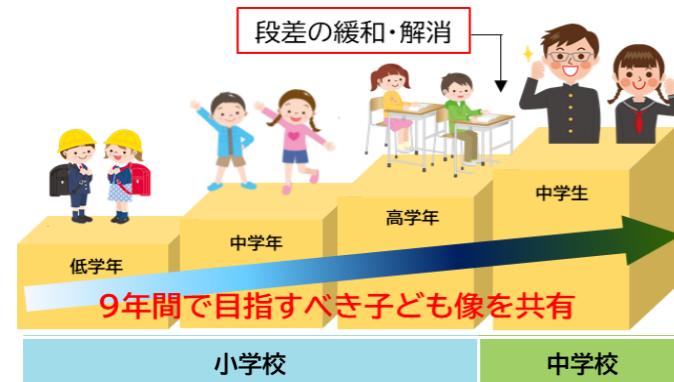 段差の緩和・解消
低学年
中学年
高学年
中学生
9年間で目指すべき子ども像を共有
小学校
中学校